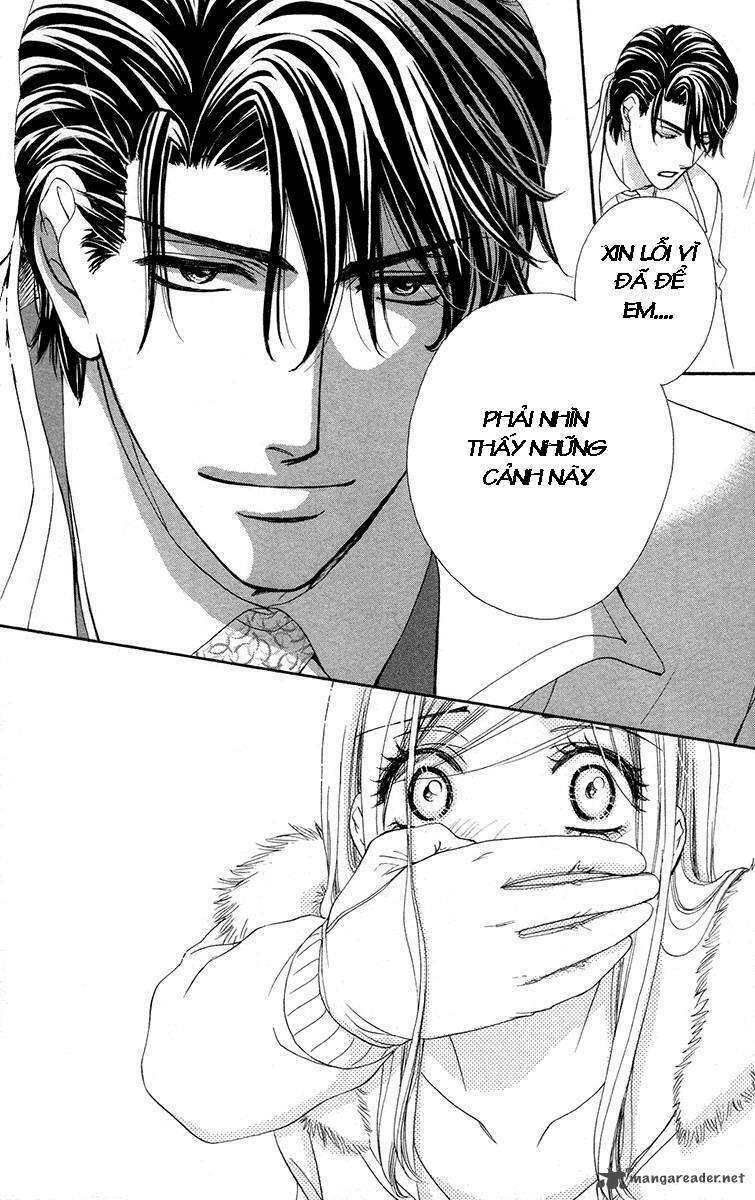 XIN LỖI VÌ
ĐÃ ĐỂ
EM....
PHẢI NHÌN
THẤY NHỮNG
CẢNH NÀY
mangareader.net